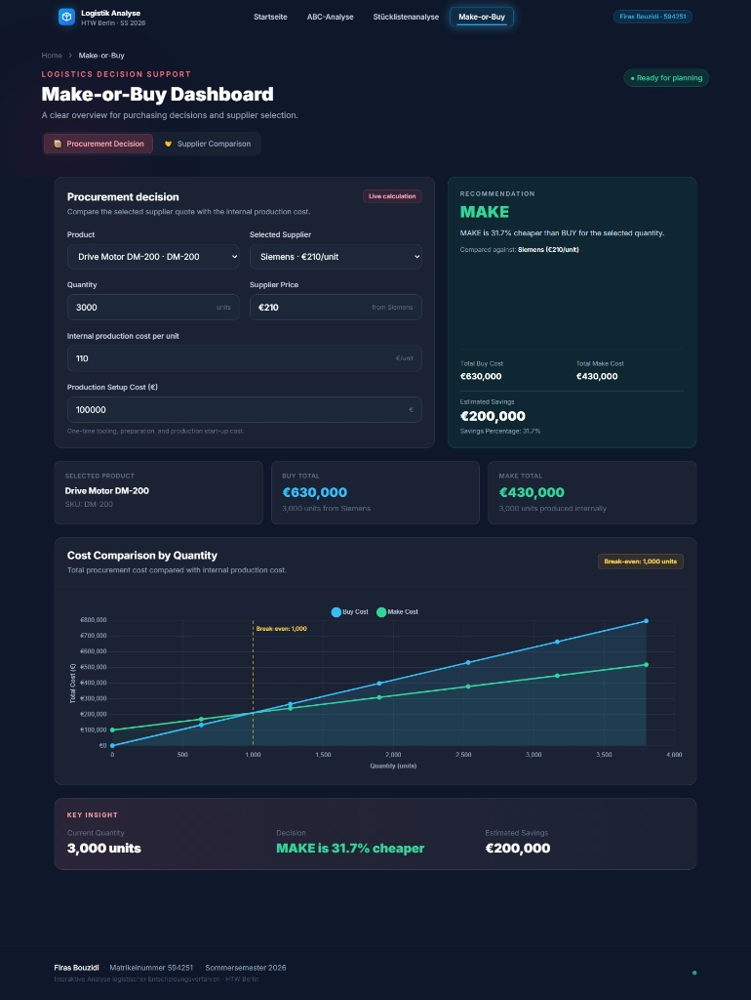 Logistik Analyse
HTW Berlin · SS 2026
Startseite ABC-Analyse Stücklistenanalyse Make-or-Buy
Firas Bouzidi · 594251
Home > Make-or-Buy
LOGISTICS DECISION SUPPORT
Make-or-Buy Dashboard
A clear overview for purchasing decisions and supplier selection.
● Ready for planning
Procurement Decision Supplier Comparison
Procurement decision
Compare the selected supplier quote with the internal production cost.
Live calculation
Product Selected Supplier
Drive Motor DM-200 · DM-200 Siemens · €210/unit
Quantity Supplier Price
3000 units €210 from Siemens
Internal production cost per unit
110 €/unit
Production Setup Cost (€)
100000 €
One-time tooling, preparation, and production start-up cost.
RECOMMENDATION
MAKE
MAKE is 31.7% cheaper than BUY for the selected quantity.
Compared against: Siemens (€210/unit)
Total Buy Cost Total Make Cost
€630,000 €430,000
Estimated Savings
€200,000
Savings Percentage: 31.7%
SELECTED PRODUCT
Drive Motor DM-200
SKU: DM-200
BUY TOTAL
€630,000
3,000 units from Siemens
MAKE TOTAL
€430,000
3,000 units produced internally
Cost Comparison by Quantity
Total procurement cost compared with internal production cost.
Break-even: 1,000 units
Buy Cost Make Cost
Break-even: 1,000
€800,000
€700,000
€600,000
€500,000
€400,000
€300,000
€200,000
€100,000
€0
Total Cost (€)
0 500 1,000 1,500 2,000 2,500 3,000 3,500 4,000
Quantity (units)
KEY INSIGHT
Current Quantity Decision Estimated Savings
3,000 units MAKE is 31.7% cheaper €200,000
Firas Bouzidi · Matrikelnummer 594251 · Sommersemester 2026
Interaktive Analyse logistischer Entscheidungsverfahren · HTW Berlin